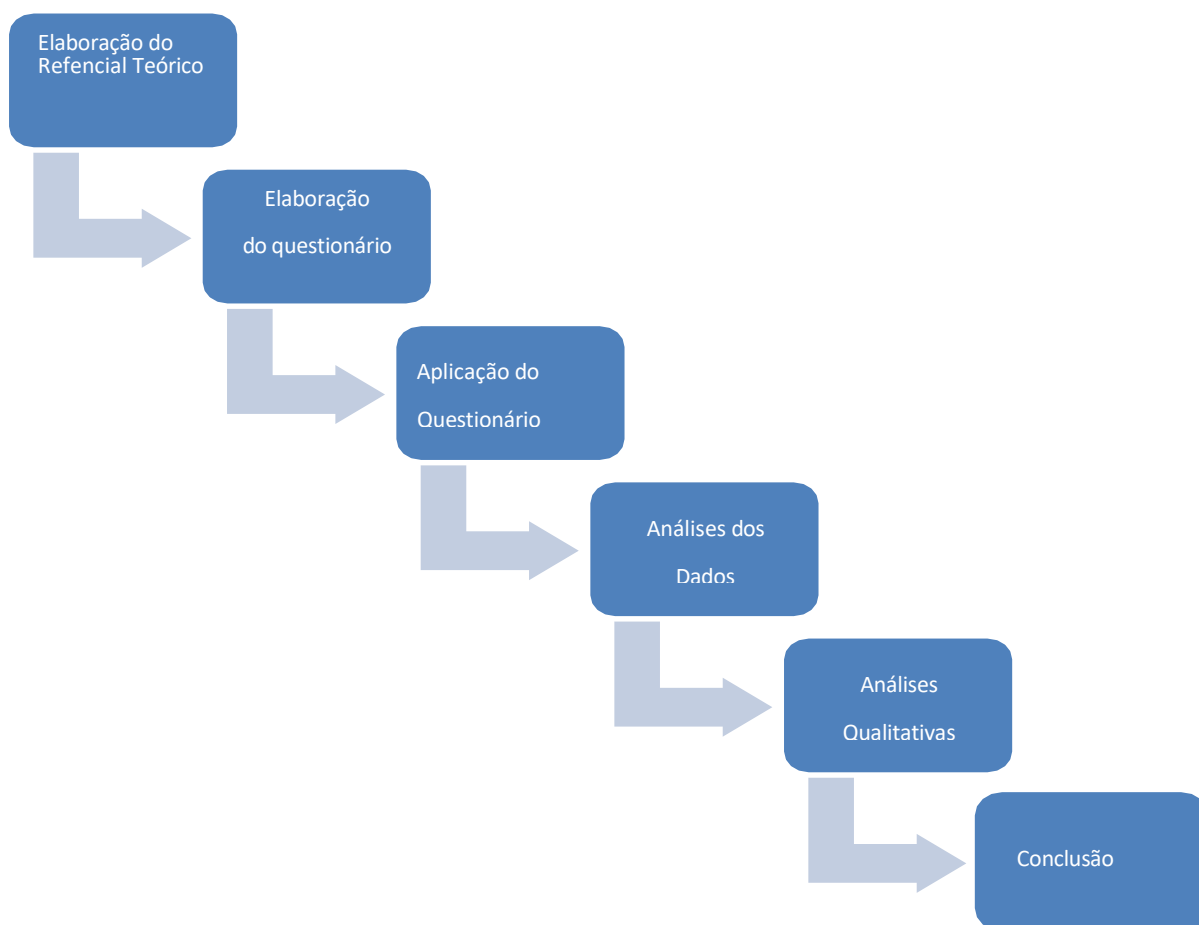 Elaboração do
Refencial Teórico
Elaboração
do questionário
Aplicação do
Questionário
Análises dos
Dados
Análises
Qualitativas
Conclusão